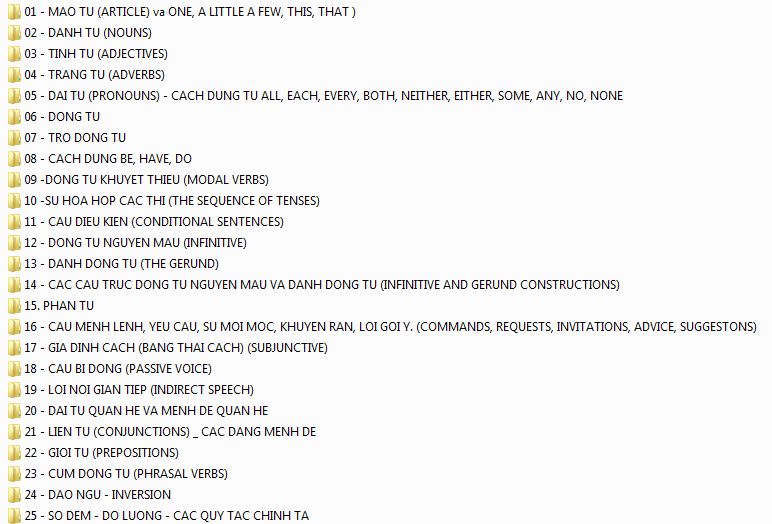 01 - MAO TU (ARTICLE) va ONE, A LITTLE A FEW, THIS, THAT )
02 - DANH TU (NOUNS)
03 - TINH TU (ADJECTIVES)
04 - TRANG TU (ADVERBS)
05 - DAI TU (PRONOUNS) - CACH DUNG TU ALL, EACH, EVERY, BOTH, NEITHER, EITHER, SOME, ANY, NO, NONE
06 - DONG TU
07 - TRO DONG TU
08 - CACH DUNG BE, HAVE, DO
09 -DONG TU KHUYET THIEU (MODAL VERBS)
10 -SU HOA HOP CAC THI (THE SEQUENCE OF TENSES)
11 - CAU DIEU KIEN (CONDITIONAL SENTENCES)
12 - DONG TU NGUYEN MAU (INFINITIVE)
13 - DANH DONG TU (THE GERUND)
14 - CAC CAU TRUC DONG TU NGUYEN MAU VA DANH DONG TU (INFINITIVE AND GERUND CONSTRUCTIONS)
15. PHAN TU
16 - CAU MENH LENH, YEU CAU, SU MOI MOC, KHUYEN RAN, LOI GOI Y. (COMMANDS, REQUESTS, INVITATIONS, ADVICE, SUGGESTONS)
17 - GIA DINH CACH (BANG THAI CACH) (SUBJUNCTIVE)
18 - CAU BI DONG (PASSIVE VOICE)
19 - LOI NOI GIAN TIEP (INDIRECT SPEECH)
20 - DAI TU QUAN HE VA MENH DE QUAN HE
21 - LIEN TU (CONJUNCTIONS) _ CAC DANG MENH DE
22 - GIOI TU (PREPOSITIONS)
23 - CUM DONG TU (PHRASAL VERBS)
24 - DAO NGU - INVERSION
25 - SO DEM - DO LUONG - CAC QUY TAC CHINH TA